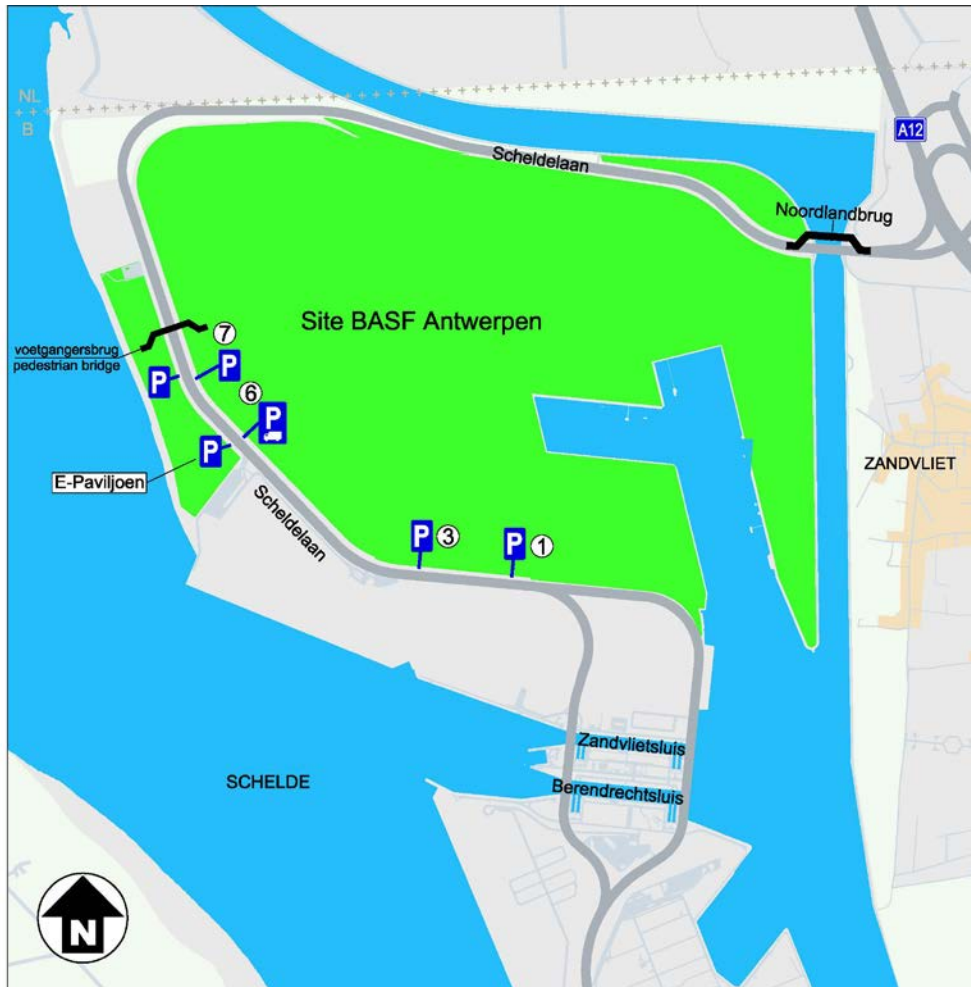 NL
B
A12
Scheldelaan
Noordlandbrug
Site BASF Antwerpen
7
voetgangersbrug
pedestrian bridge
P
P
6
P
P
E-Paviljoen
ZANDVLIET
Scheldelaan
P
3
P
1
Zandvlietsluis
Berendrechtsluis
SCHELDE
N